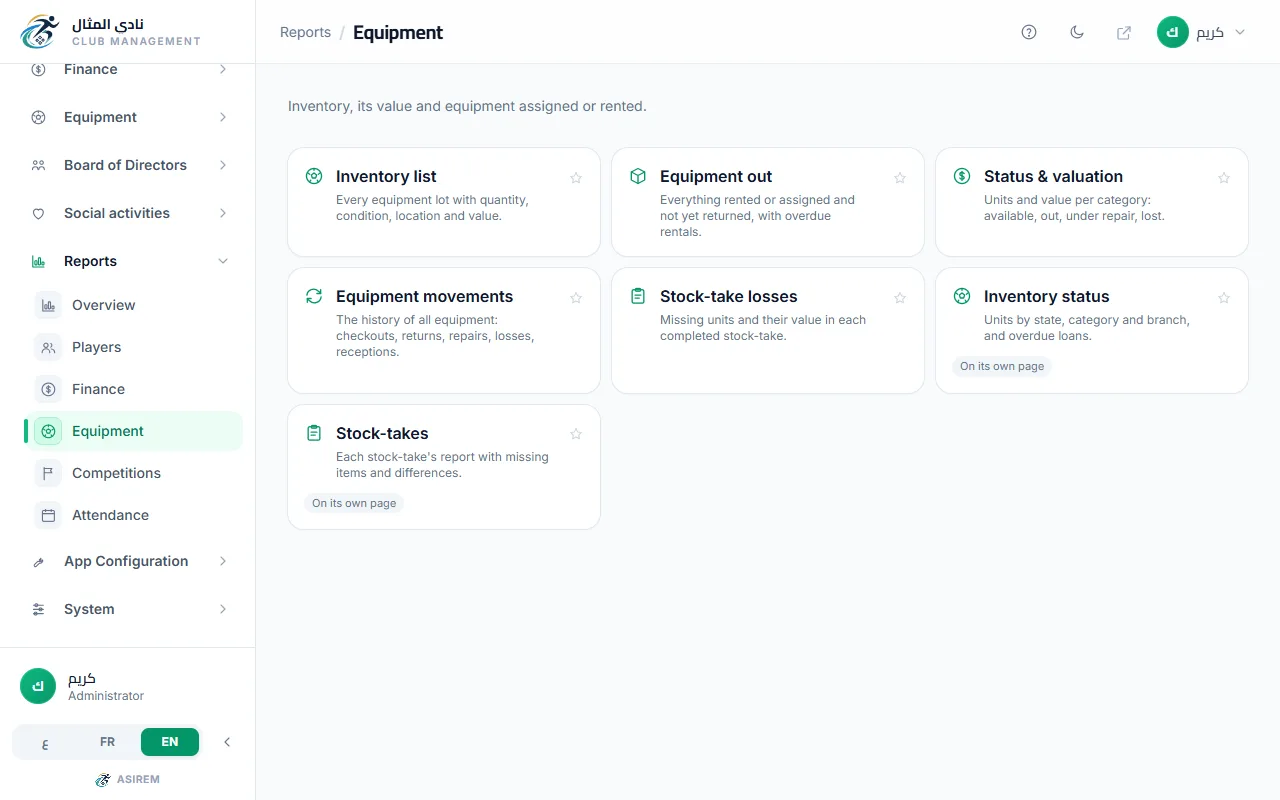 نادي المثال
CLUB MANAGEMENT
Finance
Equipment
Board of Directors
Social activities
Reports
Overview
Players
Finance
Equipment
Competitions
Attendance
App Configuration
System
كريم
Administrator
ع
FR
EN
ASIREM
Reports / Equipment
ك
كريم
Inventory, its value and equipment assigned or rented.
Inventory list
Every equipment lot with quantity,
condition, location and value.
Equipment out
Everything rented or assigned and
not yet returned, with overdue
rentals.
Status & valuation
Units and value per category:
available, out, under repair, lost.
Equipment movements
The history of all equipment:
checkouts, returns, repairs, losses,
receptions.
Stock-take losses
Missing units and their value in each
completed stock-take.
Inventory status
Units by state, category and branch,
and overdue loans.
On its own page
Stock-takes
Each stock-take's report with missing
items and differences.
On its own page
ك